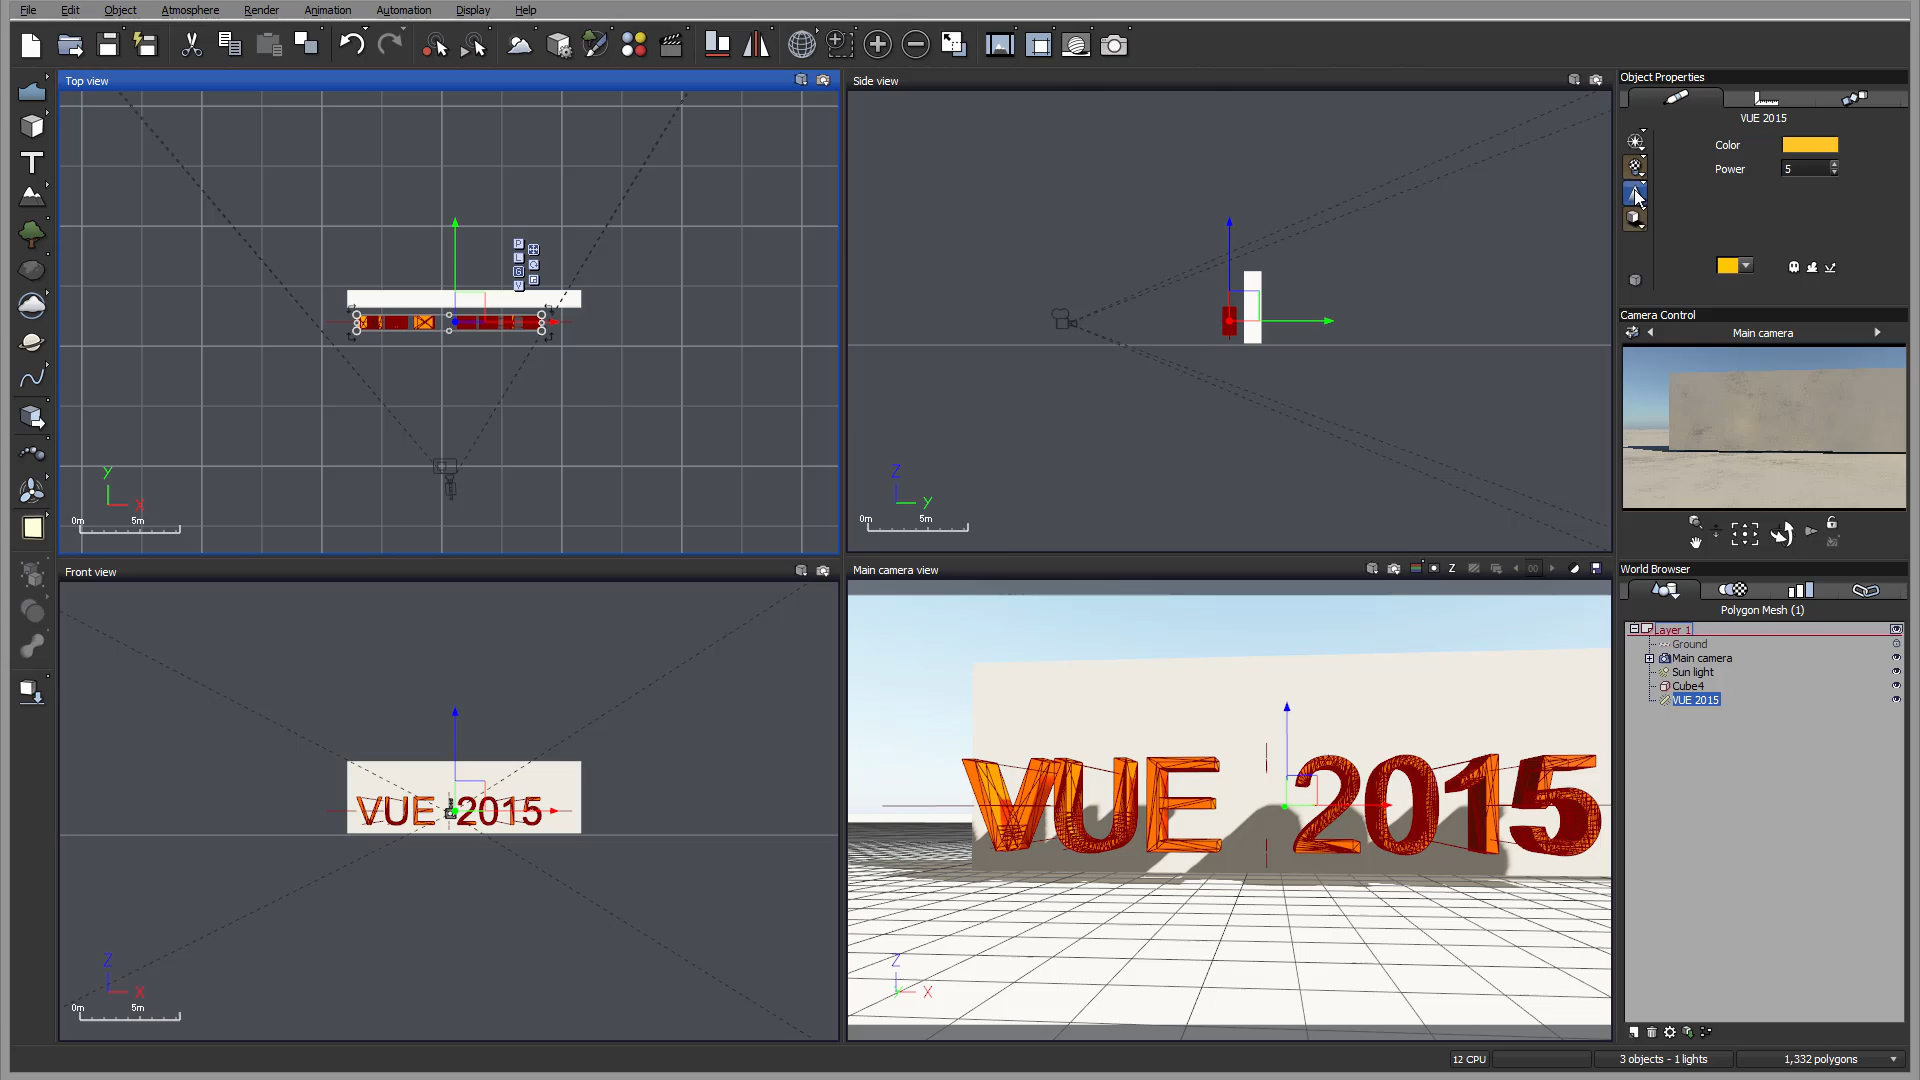 File Edit Object Atmosphere Render Animation Automation Display Help
Top view
Side view
Object Properties
VUE 2015
Color
Power 5
P
L
G
Y
X
0m 5m
Z
Y
0m 5m
Camera Control
Main camera
Front view
VUE 2015
Z
X
0m 5m
Main camera view
Z
00
VUE 2015
Z
X
World Browser
Polygon Mesh (1)
Layer 1
Ground
Main camera
Sun light
Cube4
VUE 2015
12 CPU
3 objects - 1 lights
1,332 polygons